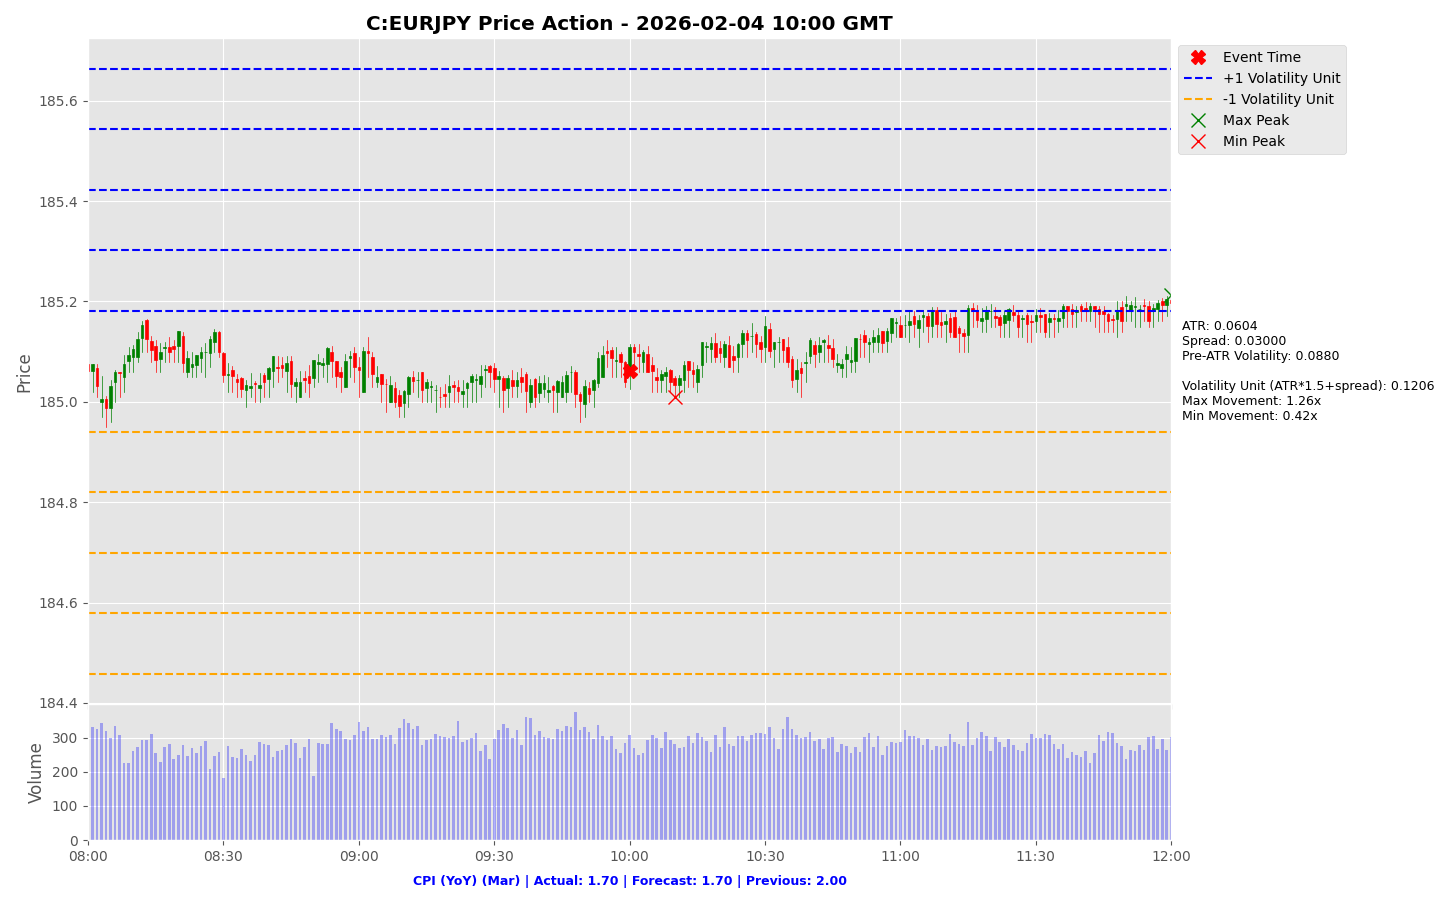 C:EURJPY Price Action - 2026-02-04 10:00 GMT
Event Time
+1 Volatility Unit
-1 Volatility Unit
Max Peak
Min Peak
Price
185.6
185.4
185.2
185.0
184.8
184.6
184.4
ATR: 0.0604
Spread: 0.03000
Pre-ATR Volatility: 0.0880
Volatility Unit (ATR*1.5+spread): 0.1206
Max Movement: 1.26x
Min Movement: 0.42x
Volume
300
200
100
0
08:00 08:30 09:00 09:30 10:00 10:30 11:00 11:30 12:00
CPI (YoY) (Mar) | Actual: 1.70 | Forecast: 1.70 | Previous: 2.00